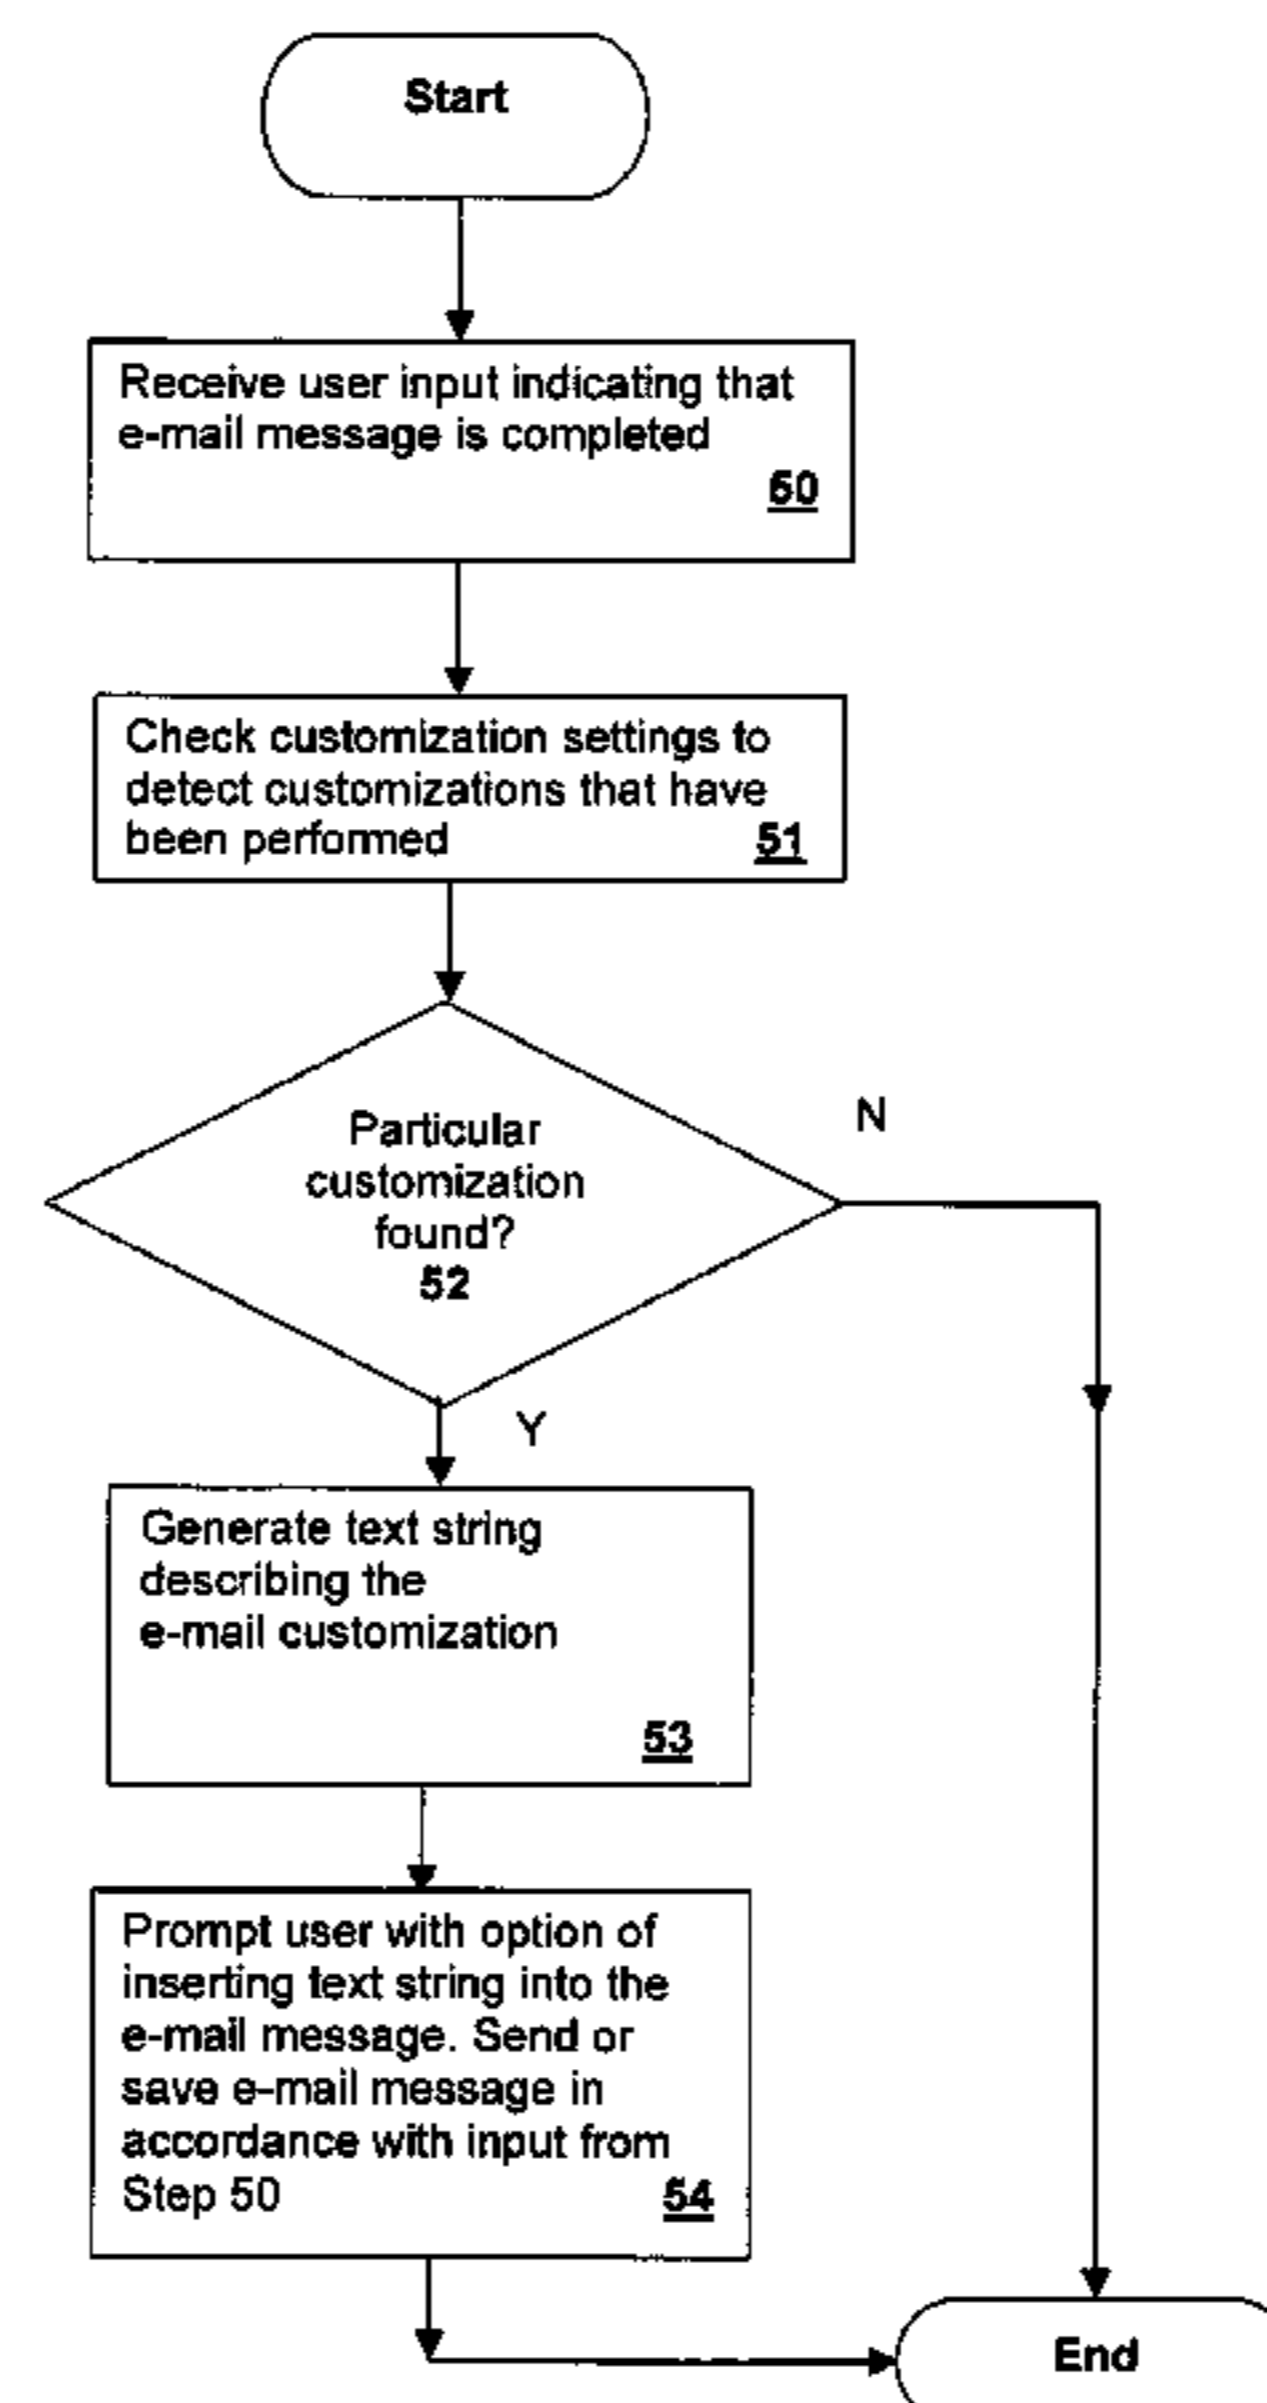 Start
Receive user input indicating that
e-mail message is completed
50
Check customization settings to
detect customizations that have
been performed
51
Particular
customization
found?
52
N
Y
Generate text string
describing the
e-mail customization
53
Prompt user with option of
inserting text string into the
e-mail message. Send or
save e-mail message in
accordance with input from
Step 50
54
End